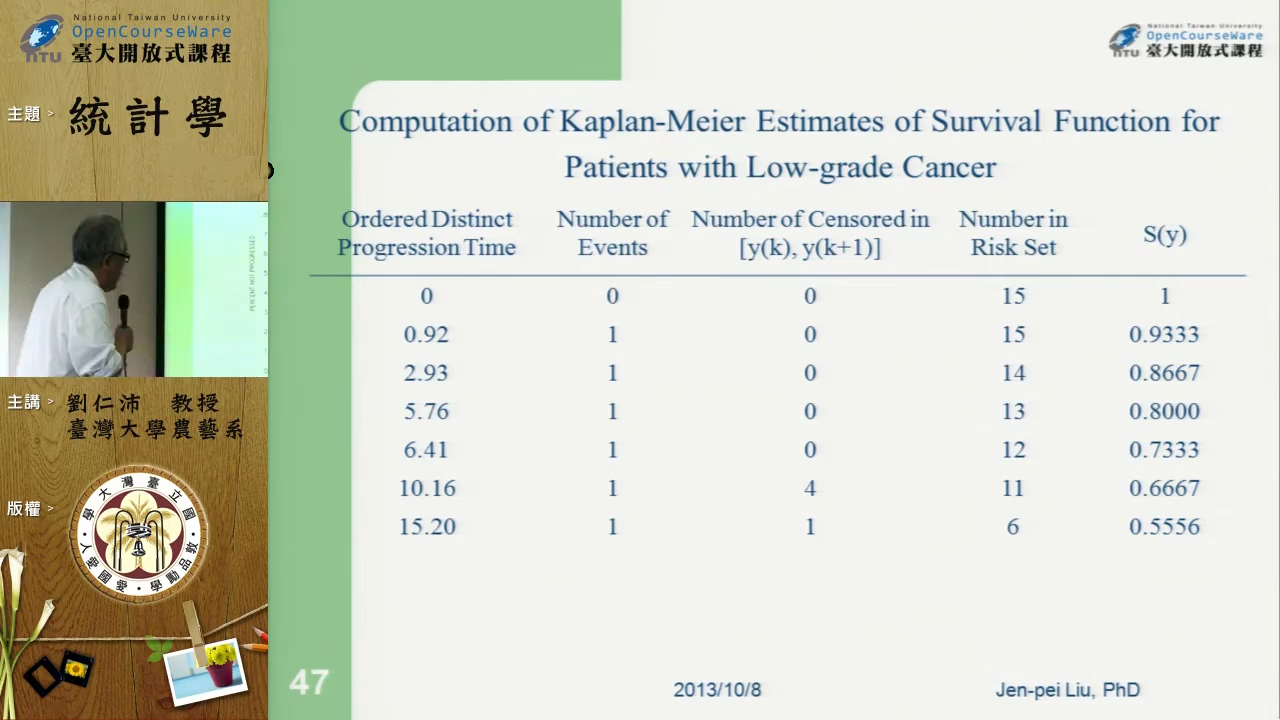 National Taiwan University
OpenCourseWare
臺大開放式課程
NTU
主題 >
統計學
PERCENT NOT PROGRESSED
主講 >
劉仁沛 教授
臺灣大學農藝系
版權 >
National Taiwan University
OpenCourseWare
臺大開放式課程
NTU
Computation of Kaplan-Meier Estimates of Survival Function for
Patients with Low-grade Cancer
Ordered Distinct Progression Time | Number of Events | Number of Censored in [y(k), y(k+1)] | Number in Risk Set | S(y)
0 0 0 15 1
0.92 1 0 15 0.9333
2.93 1 0 14 0.8667
5.76 1 0 13 0.8000
6.41 1 0 12 0.7333
10.16 1 4 11 0.6667
15.20 1 1 6 0.5556
47
2013/10/8
Jen-pei Liu, PhD